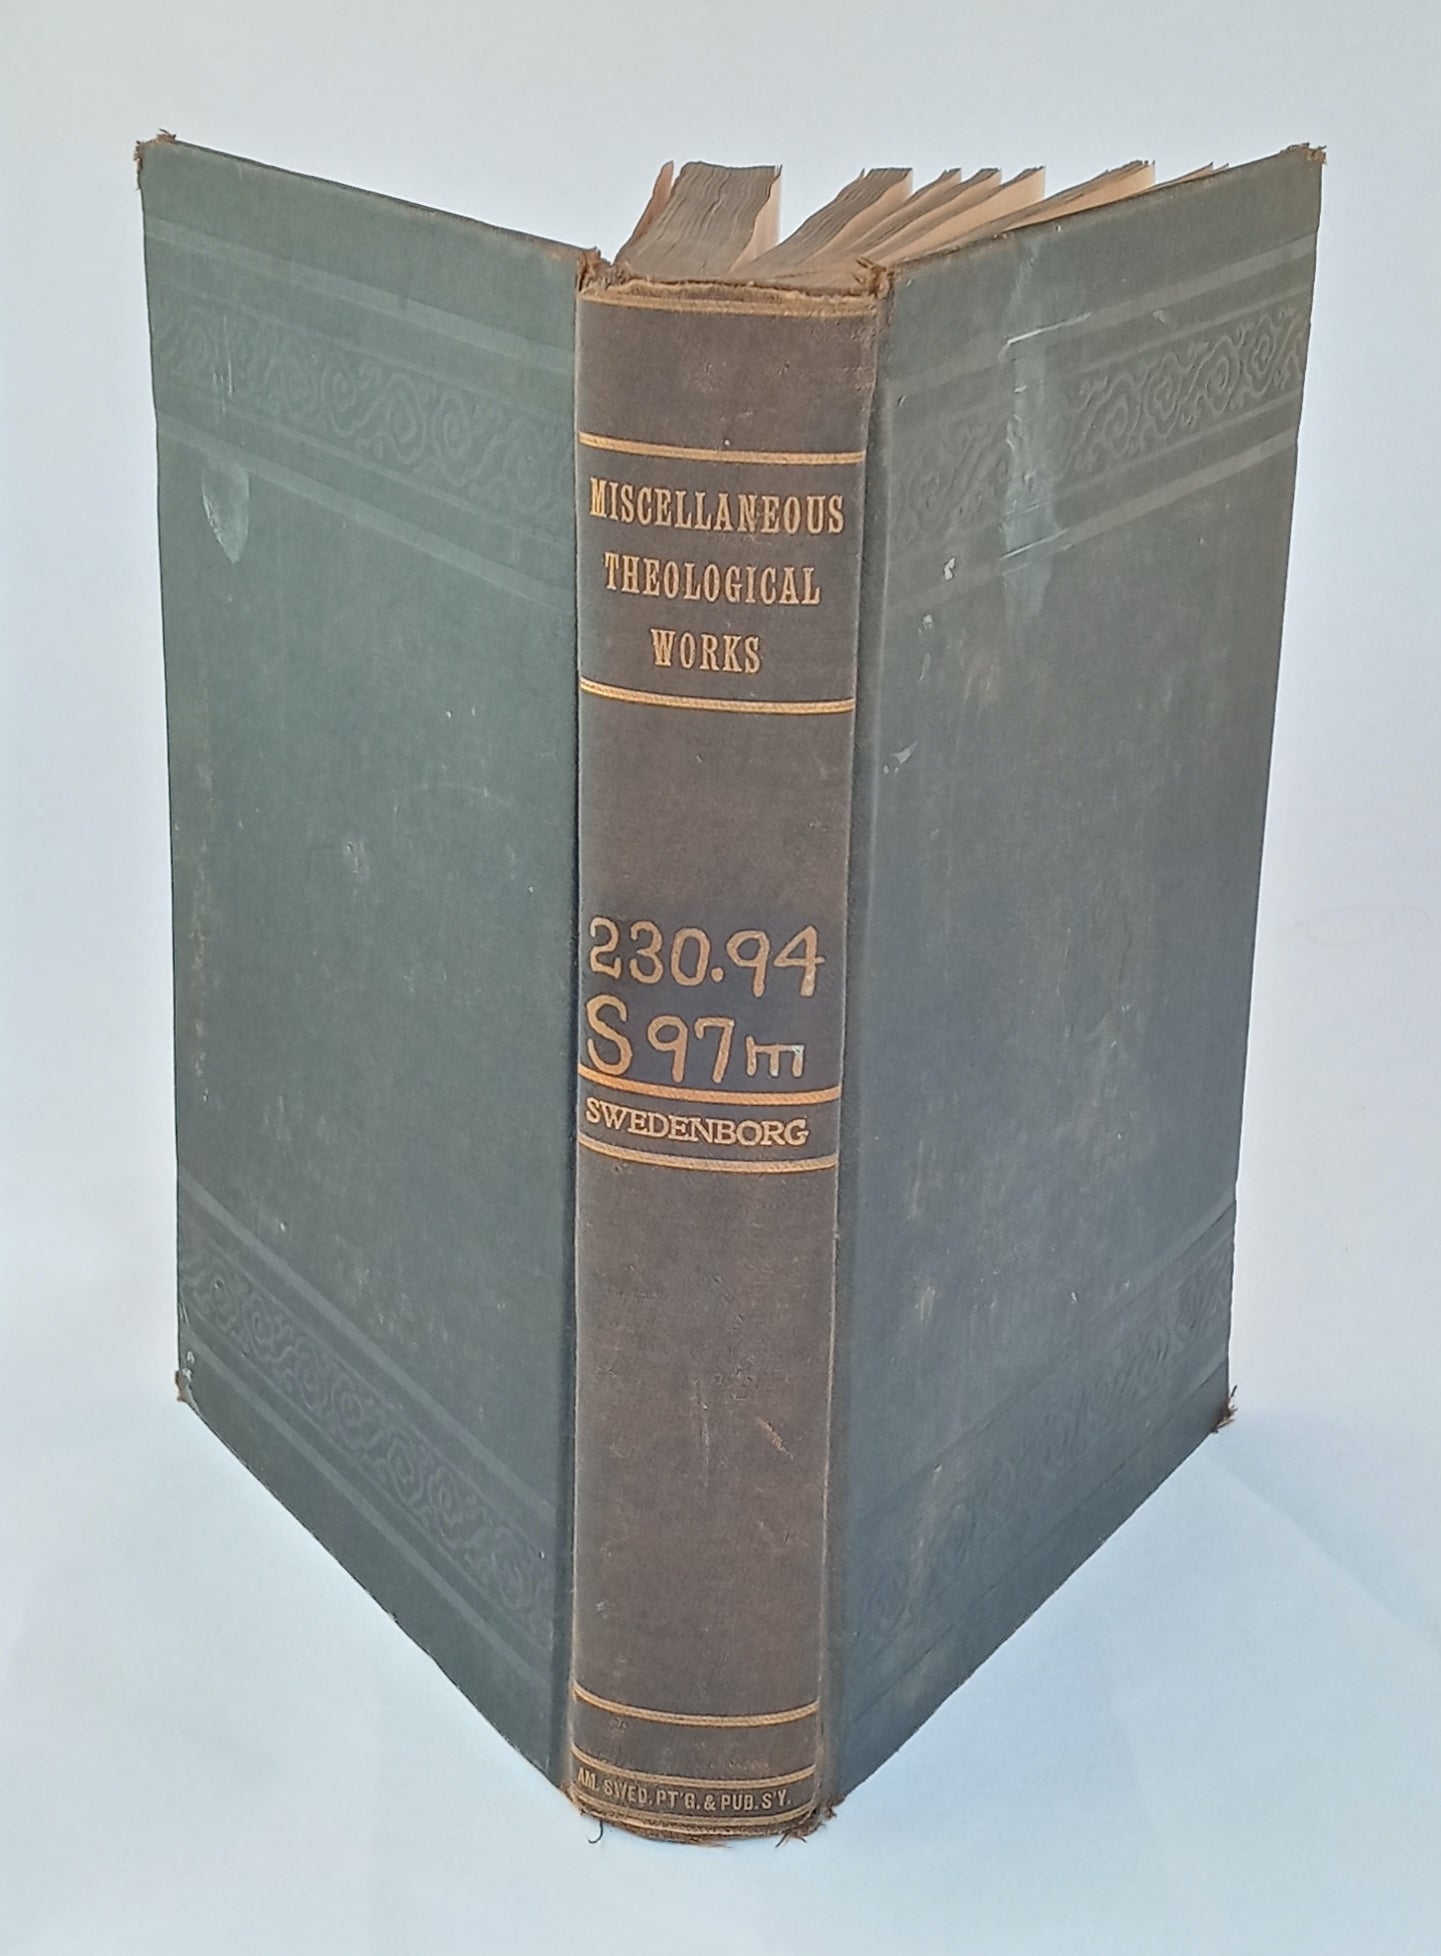 MISCELLANEOUS
THEOLOGICAL
WORKS
230.94
S97m
SWEDENBORG
AM. SWED. PT'G. & PUB. S'Y.